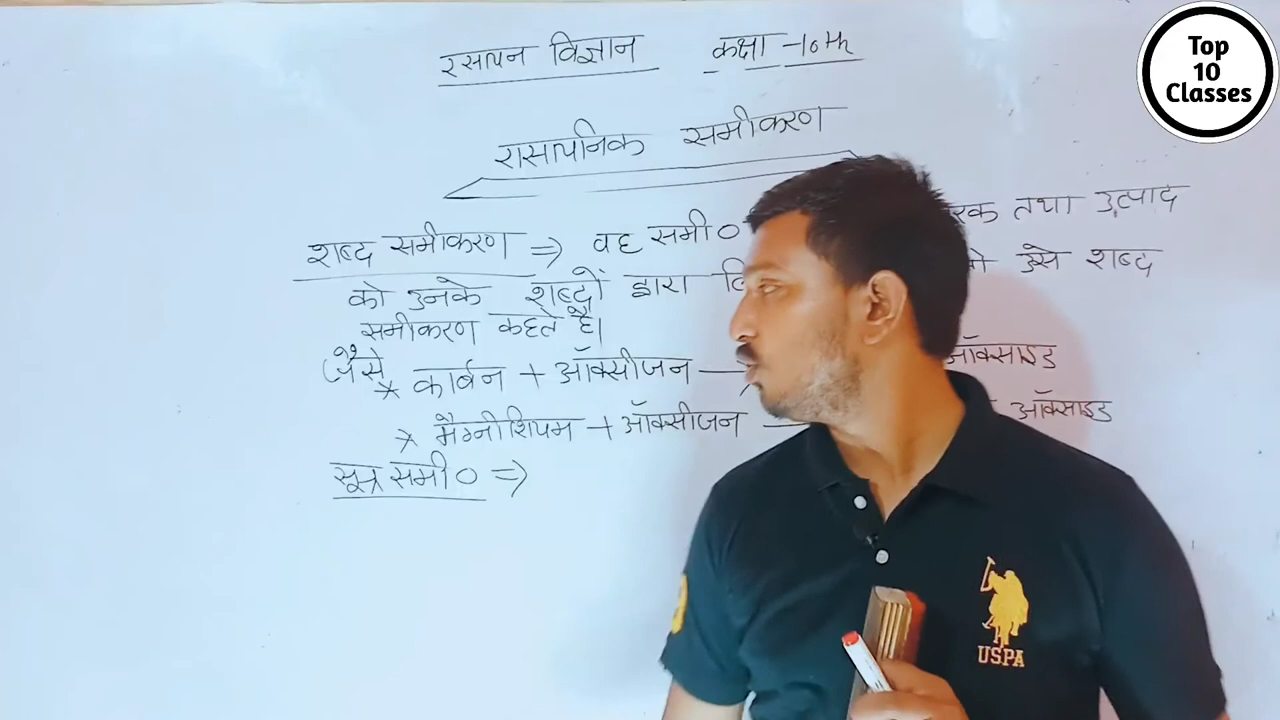 रसायन विज्ञान कक्षा -10th
रासायनिक समीकरण
शब्द समीकरण => वह समी० रक तथा उत्पाद
को उनके शब्दों द्वारा उसे शब्द
समीकरण कहते है।
जैसे * कार्बन + ऑक्सीजन → ऑक्साइड
* मैग्नीशियम + ऑक्सीजन — ऑक्साइड
सूत्र समी० =>
Top
10
Classes
USPA